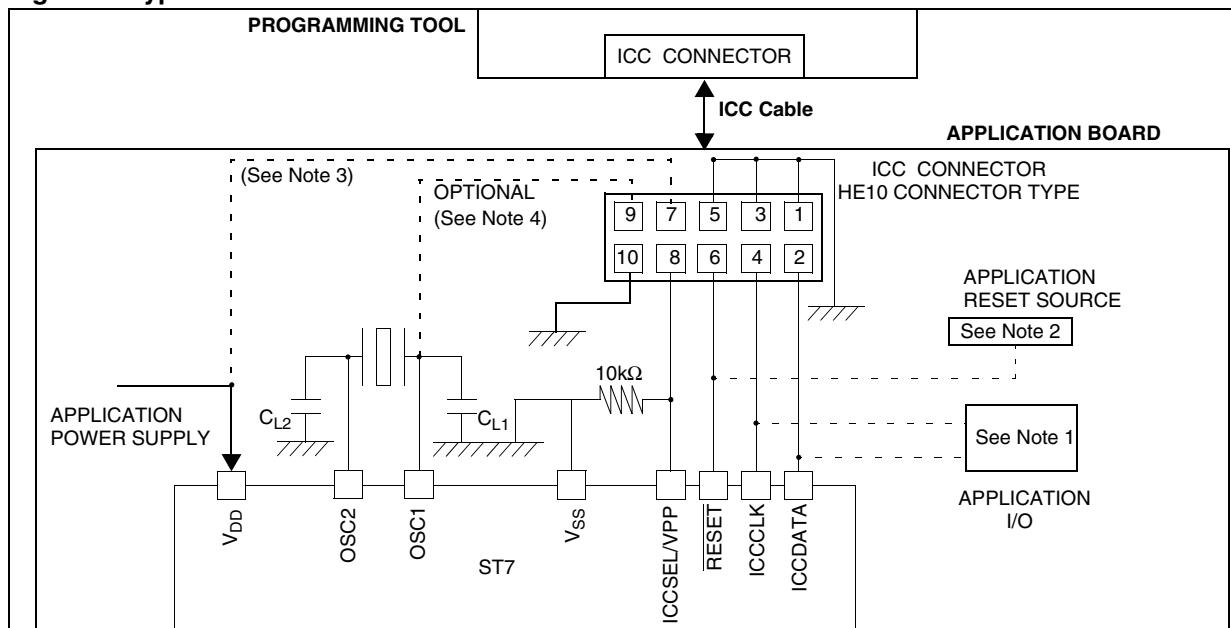 PROGRAMMING TOOL
ICC CONNECTOR
ICC Cable
APPLICATION BOARD
(See Note 3)
OPTIONAL
(See Note 4)
ICC CONNECTOR
HE10 CONNECTOR TYPE
9 7 5 3 1
10 8 6 4 2
APPLICATION
RESET SOURCE
See Note 2
10kΩ
APPLICATION
POWER SUPPLY
CL2
CL1
See Note 1
APPLICATION
I/O
VDD
OSC2
OSC1
VSS
ICCSEL/VPP
RESET
ICCCLK
ICCDATA
ST7